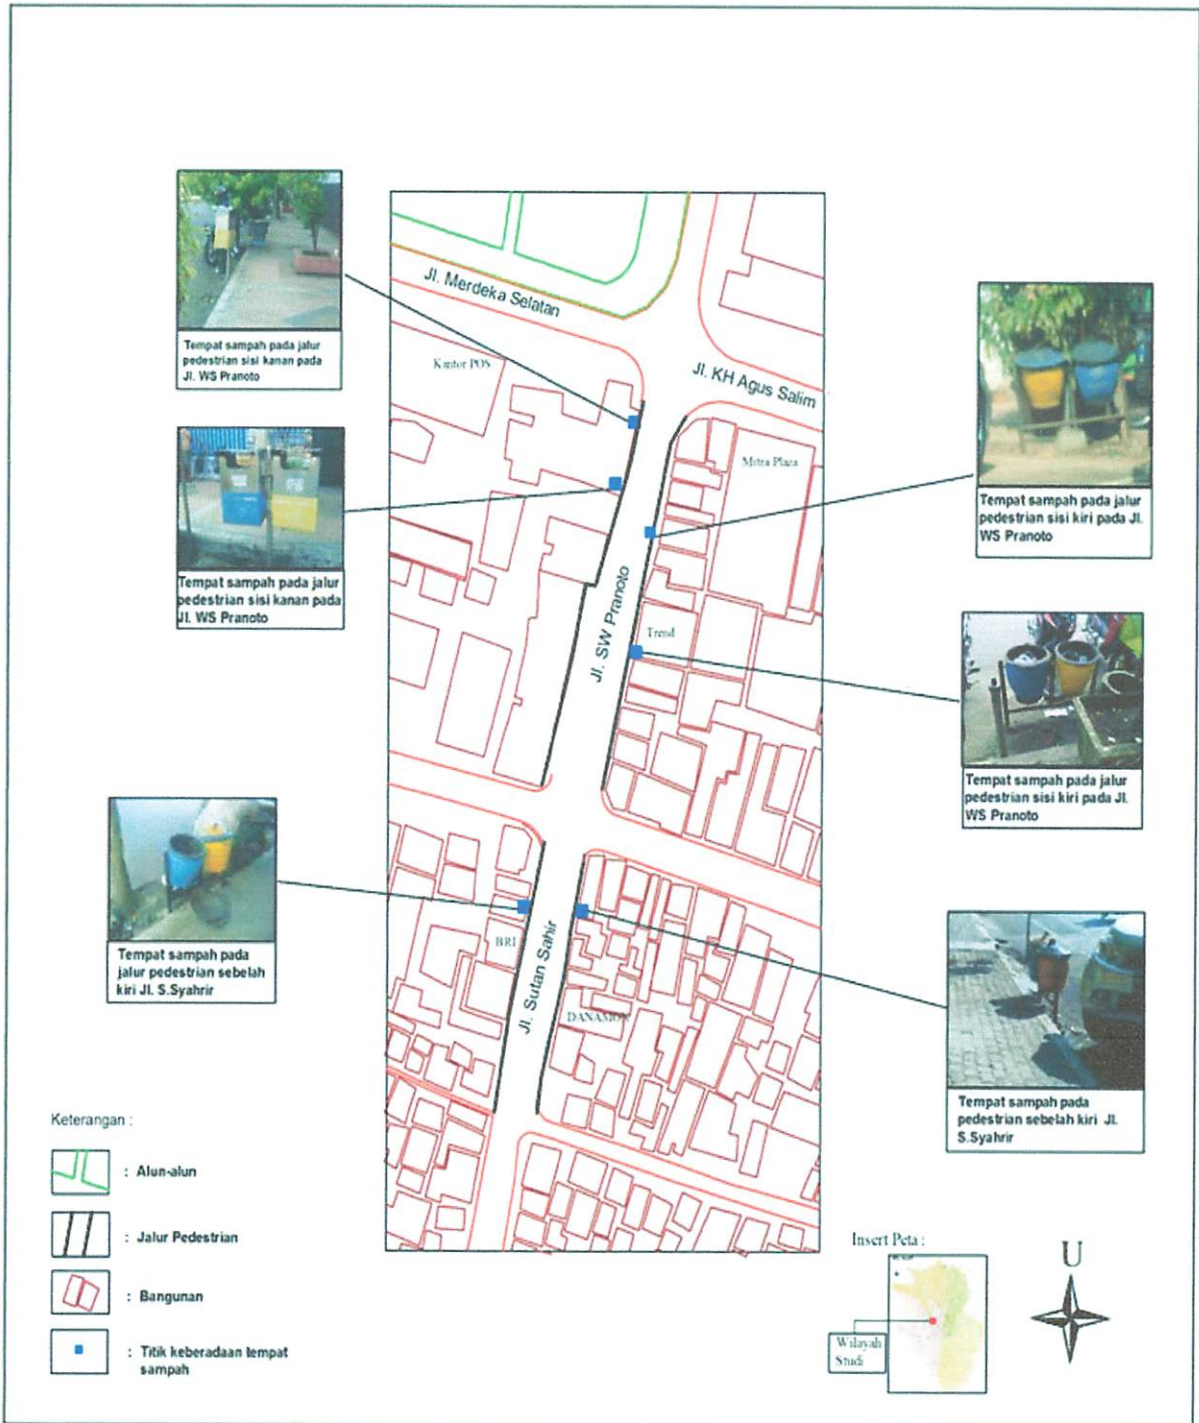 Tempat sampah pada jalur
pedestrian sisi kanan pada
Jl. WS Pranoto
Tempat sampah pada jalur
pedestrian sisi kanan pada
Jl. WS Pranoto
Jl. Merdeka Selatan
Kantor POS
Jl. KH Agus Salim
Mitra Plaza
Jl. SW Pranoto
Trend
Tempat sampah pada jalur
pedestrian sisi kiri pada Jl.
WS Pranoto
Tempat sampah pada jalur
pedestrian sisi kiri pada Jl.
WS Pranoto
Tempat sampah pada
jalur pedestrian sebelah
kiri Jl. S.Syahrir
BRI
Jl. Sutan Sahir
DANAMON
Tempat sampah pada
pedestrian sebelah kiri Jl.
S.Syahrir
Keterangan :
: Alun-alun
: Jalur Pedestrian
: Bangunan
: Titik keberadaan tempat
sampah
Insert Peta :
Wilayah
Studi
U